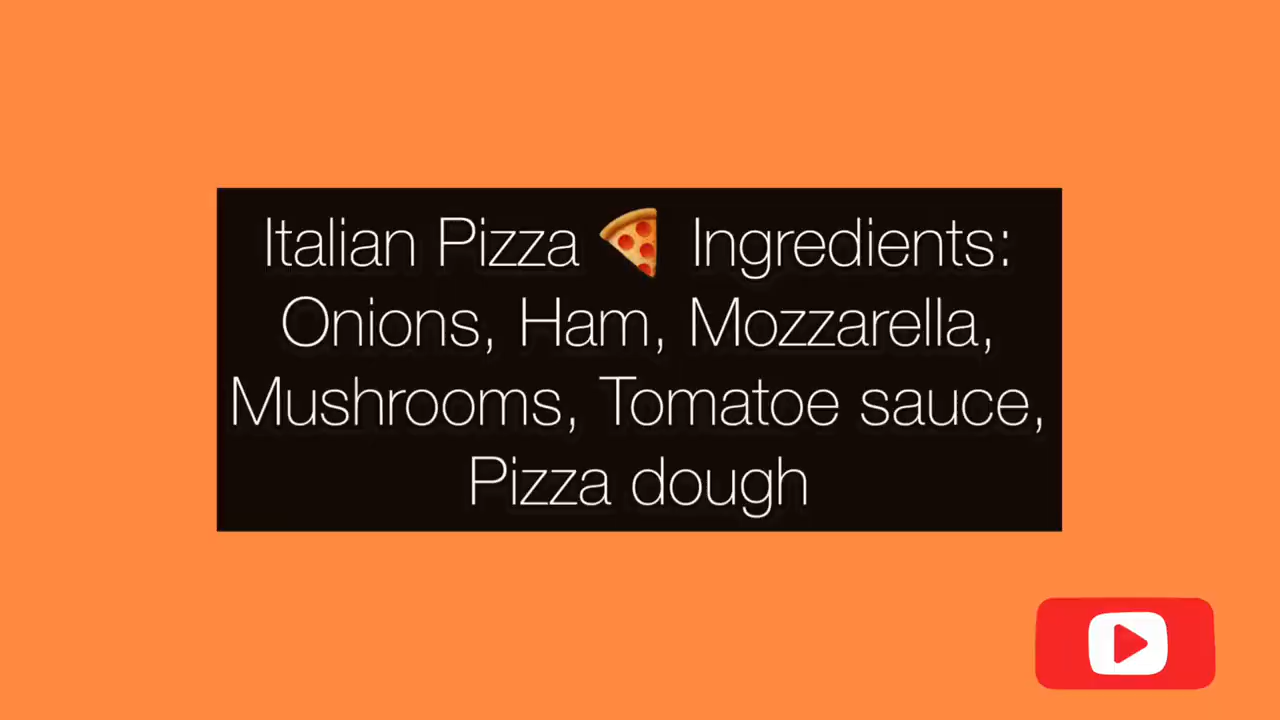 Italian Pizza 🍕 Ingredients:
Onions, Ham, Mozzarella,
Mushrooms, Tomatoe sauce,
Pizza dough